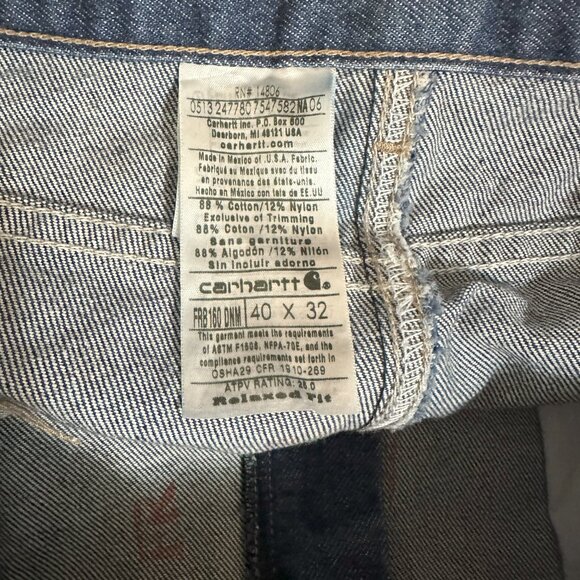 RN# 14806
0513 2477807547582 NA 06
Carhartt Inc. P.O. Box 600
Dearborn, MI 48121 USA
carhartt.com
Made in Mexico of .U.S.A. Fabric.
Fabriqué au Mexique avec du tissu
en provenance des états-unis.
Hecho en México con tela de EE.UU
88 % Cotton/12% Nylon
Exclusive of Trimming
88% Coton /12% Nylon
Sans garniture
88% Algodón /12% Nilón
Sin incluir adorno
carhartt
FRB160 DNM 40 X 32
This garment meets the requirements
of ASTM F1506, NFPA-70E, and the
compliance requirements set forth in
OSHA29 CFR 1910-269
ATPV RATING: 26.0
Relaxed Fit